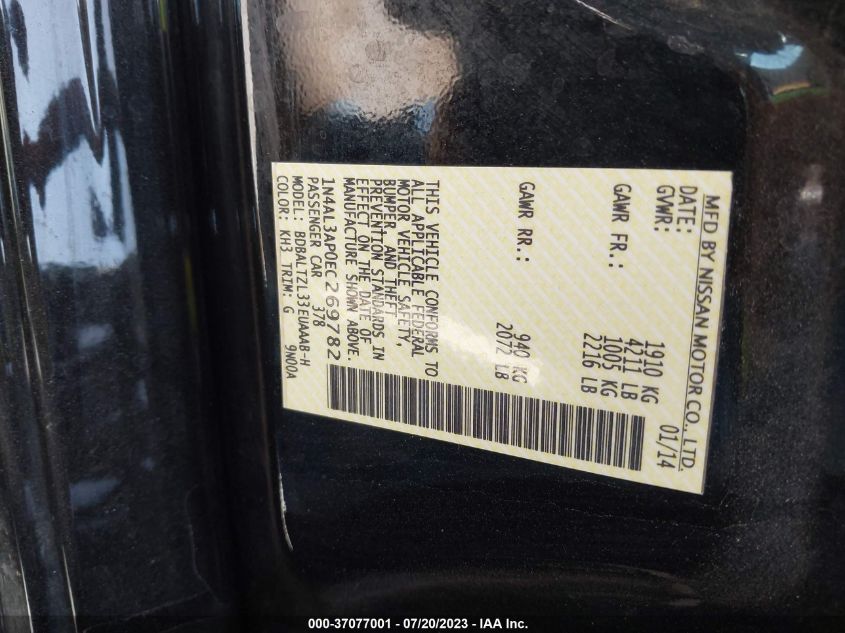 MFD BY NISSAN MOTOR CO., LTD.
DATE: 01/14
GVWR: 1910 KG
4211 LB
GAWR FR.: 1005 KG
2216 LB
GAWR RR.: 940 KG
2072 LB
THIS VEHICLE CONFORMS TO
ALL APPLICABLE FEDERAL
MOTOR VEHICLE SAFETY,
BUMPER, AND THEFT
PREVENTION STANDARDS IN
EFFECT ON THE DATE OF
MANUFACTURE SHOWN ABOVE.
1N4AL3AP0EC269782
PASSENGER CAR 378
MODEL: BDBALTZL33EUAAAB-H
COLOR: KH3 TRIM: G 9N00A
000-37077001 - 07/20/2023 - IAA Inc.